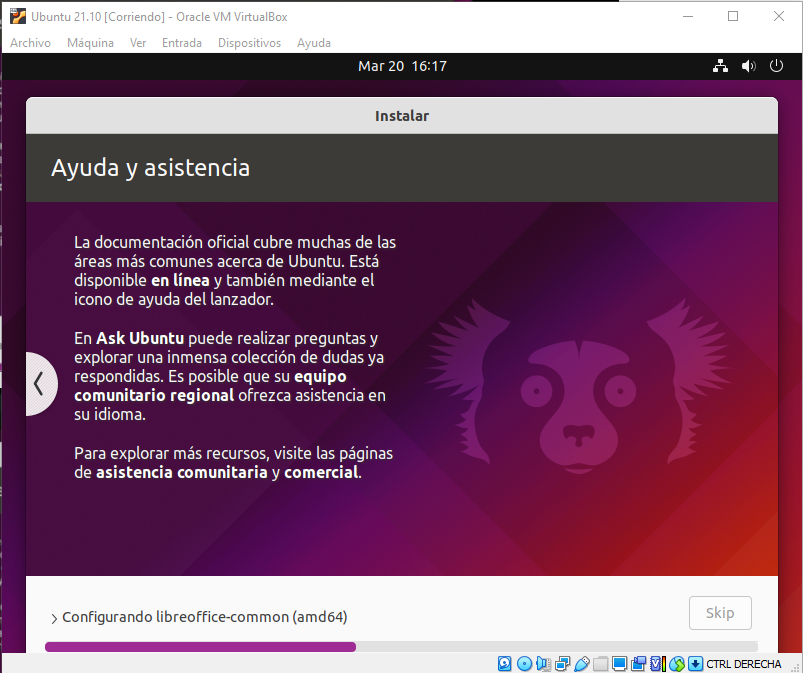 Ubuntu 21.10 [Corriendo] - Oracle VM VirtualBox
Archivo Máquina Ver Entrada Dispositivos Ayuda
Mar 20 16:17
Instalar
Ayuda y asistencia
La documentación oficial cubre muchas de las
áreas más comunes acerca de Ubuntu. Está
disponible en línea y también mediante el
icono de ayuda del lanzador.
En Ask Ubuntu puede realizar preguntas y
explorar una inmensa colección de dudas ya
respondidas. Es posible que su equipo
comunitario regional ofrezca asistencia en
su idioma.
Para explorar más recursos, visite las páginas
de asistencia comunitaria y comercial.
Configurando libreoffice-common (amd64)
Skip
CTRL DERECHA